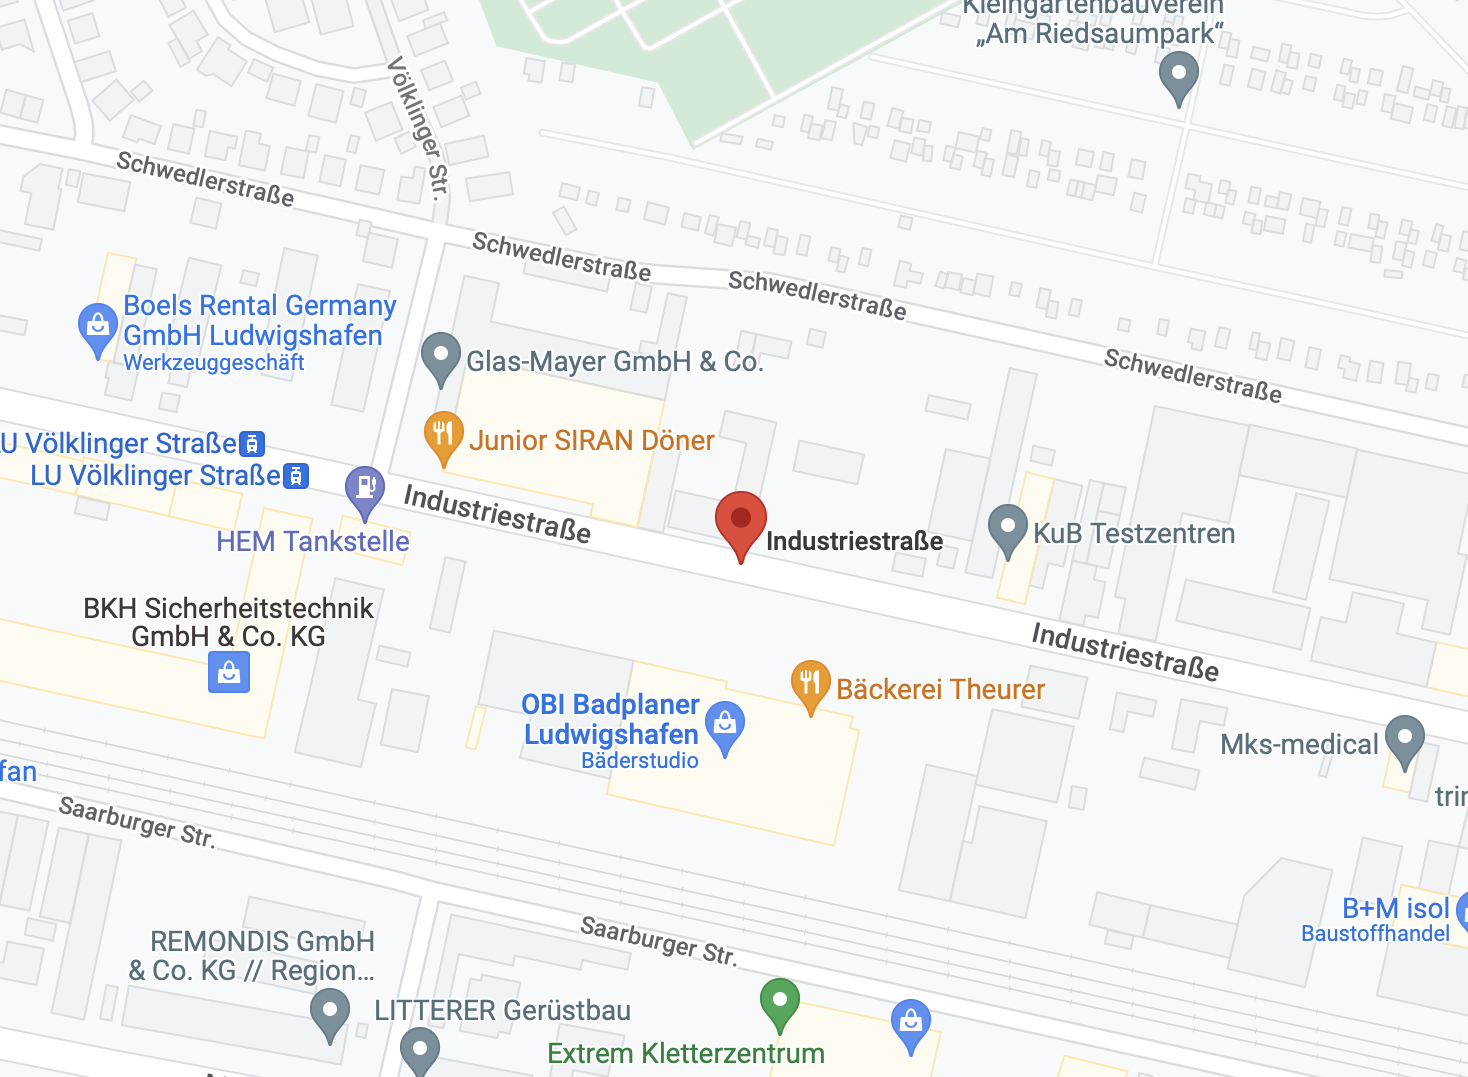 Kleingartenbauverein
„Am Riedsaumpark“
Völklinger Str.
Schwedlerstraße
Schwedlerstraße
Schwedlerstraße
Schwedlerstraße
Boels Rental Germany
GmbH Ludwigshafen
Werkzeuggeschäft
Glas-Mayer GmbH & Co.
Junior SIRAN Döner
LU Völklinger Straße
LU Völklinger Straße
HEM Tankstelle
Industriestraße
Industriestraße
KuB Testzentren
BKH Sicherheitstechnik
GmbH & Co. KG
Industriestraße
OBI Badplaner
Ludwigshafen
Bäderstudio
Bäckerei Theurer
Mks-medical
fan
trin
Saarburger Str.
B+M isol
Baustoffhandel
Saarburger Str.
REMONDIS GmbH
& Co. KG // Region...
LITTERER Gerüstbau
Extrem Kletterzentrum